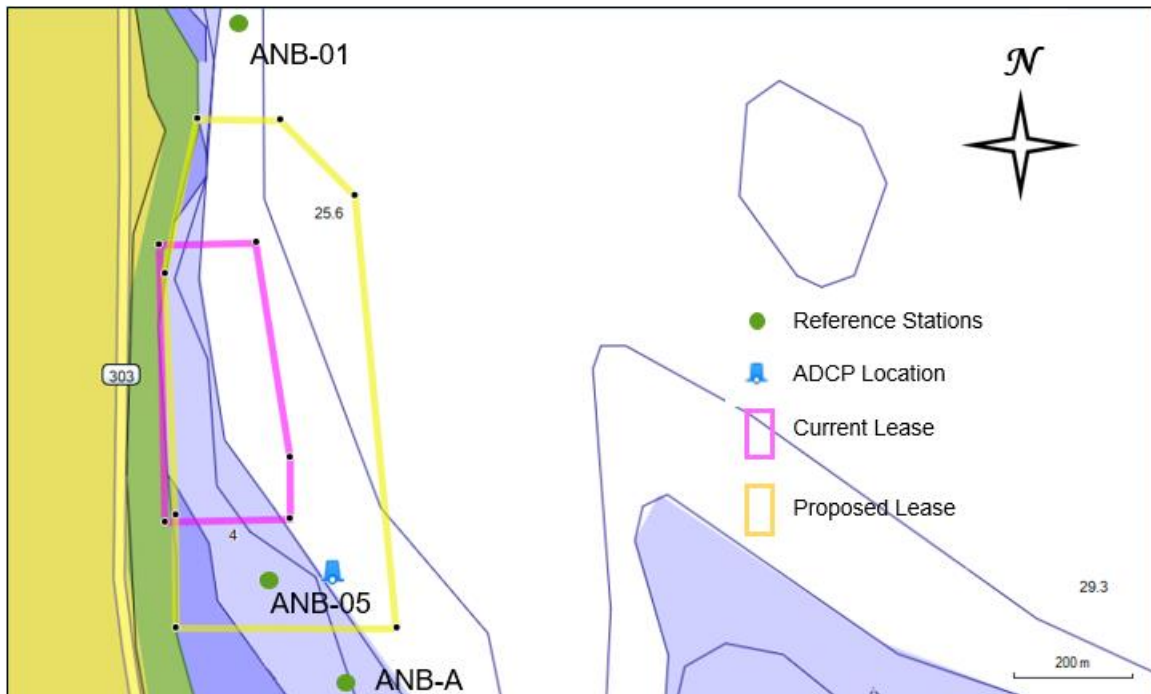 ANB-01
N
25.6
Reference Stations
303
ADCP Location
Current Lease
Proposed Lease
4
ANB-05
29.3
200 m
ANB-A